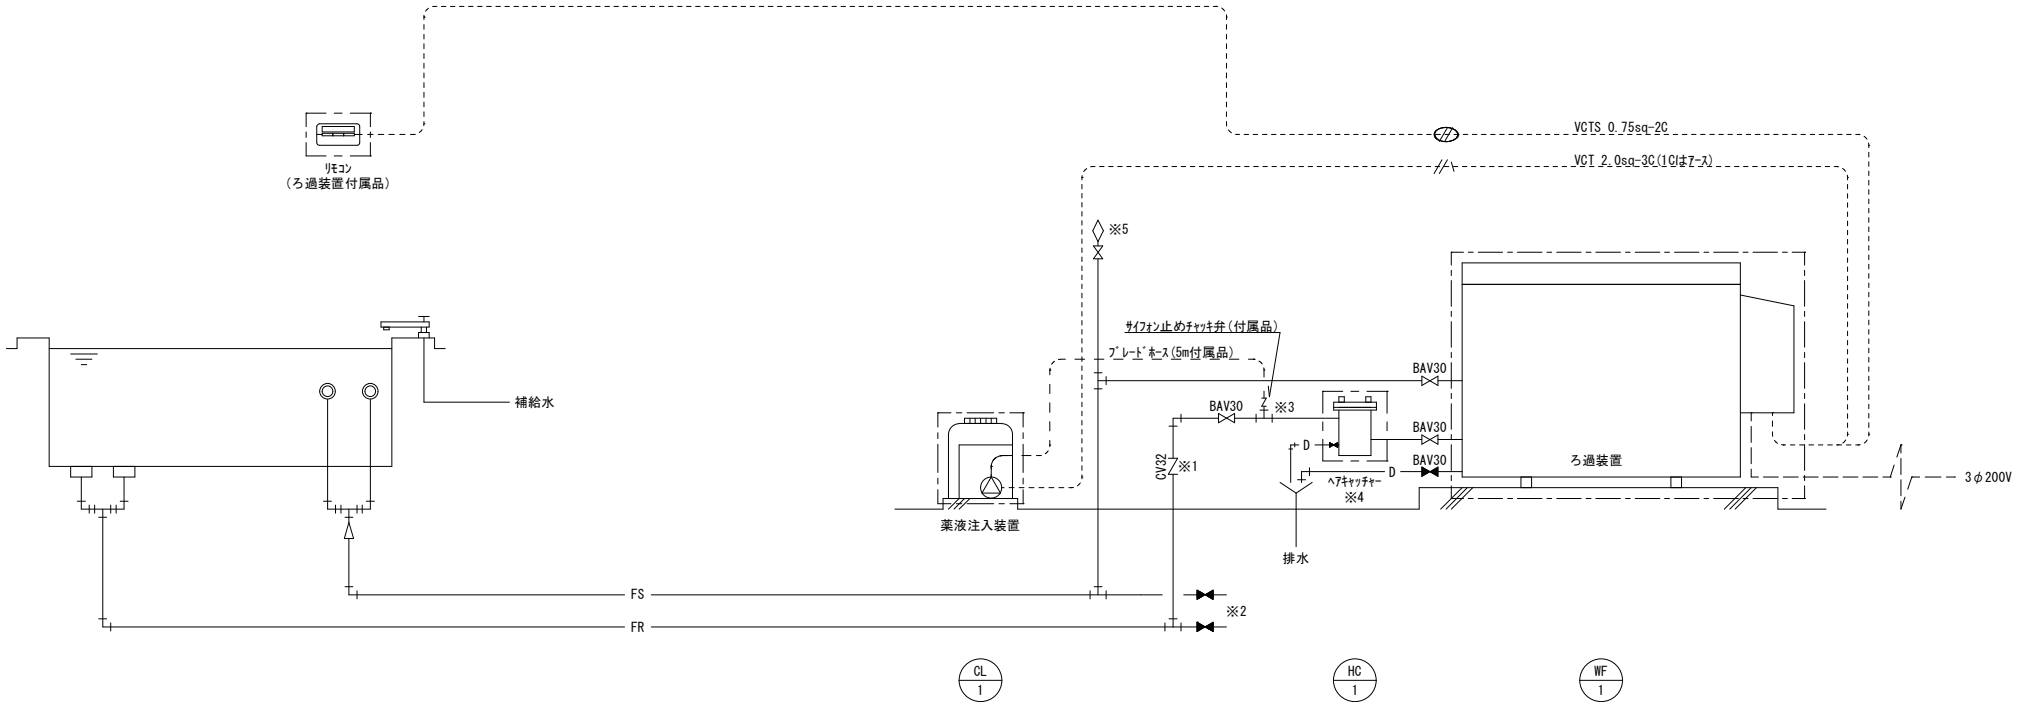 VCTS 0.75sq-2C
VCT 2.0sq-3C(1Cはアース)
リモコン
(ろ過装置付属品)
※5
サイフォン止めチャッキ弁(付属品)
ブレードホース(5m付属品)
BAV30
補給水
BAV30
※3
BAV30
D
CV32
※1
BAV30
D
ろ過装置
ヘアキャッチャー
※4
3φ200V
薬液注入装置
排水
FS
※2
FR
CL
1
HC
1
WF
1